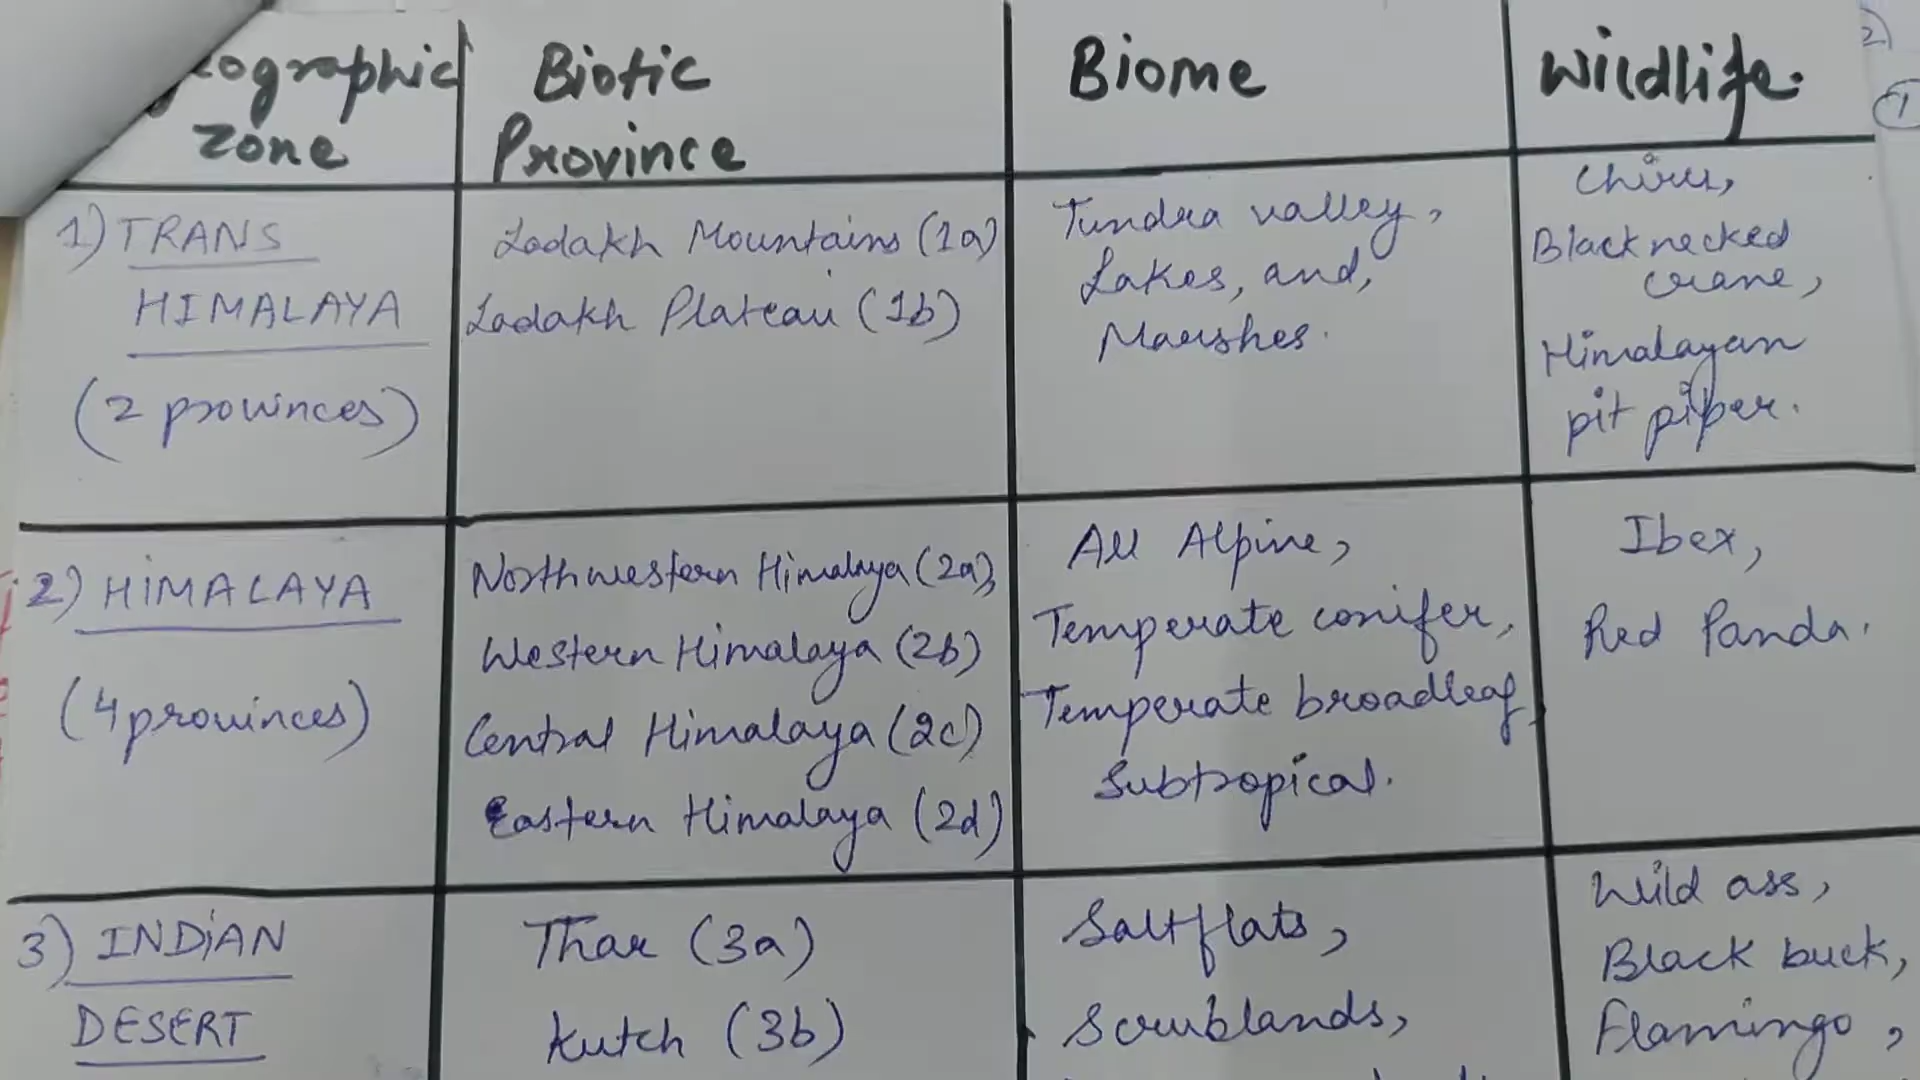 ographic
zone
Biotic
Province
Biome
Wildlife.
2)
1
1) TRANS
HIMALAYA
(2 provinces)
Ladakh Mountains (1a)
Ladakh Plateau (1b)
Tundra valley,
Lakes, and,
Marshes.
Chiru,
Black necked
crane,
Himalayan
pit piper.
2) HIMALAYA
(4 provinces)
Northwestern Himalaya (2a),
Western Himalaya (2b)
Central Himalaya (2c)
Eastern Himalaya (2d)
All Alpine,
Temperate conifer,
Temperate broadleaf,
Subtropical.
Ibex,
Red Panda.
3) INDIAN
DESERT
Thar (3a)
Kutch (3b)
Saltflats,
Scrublands,
Wild ass,
Black buck,
Flamingo,